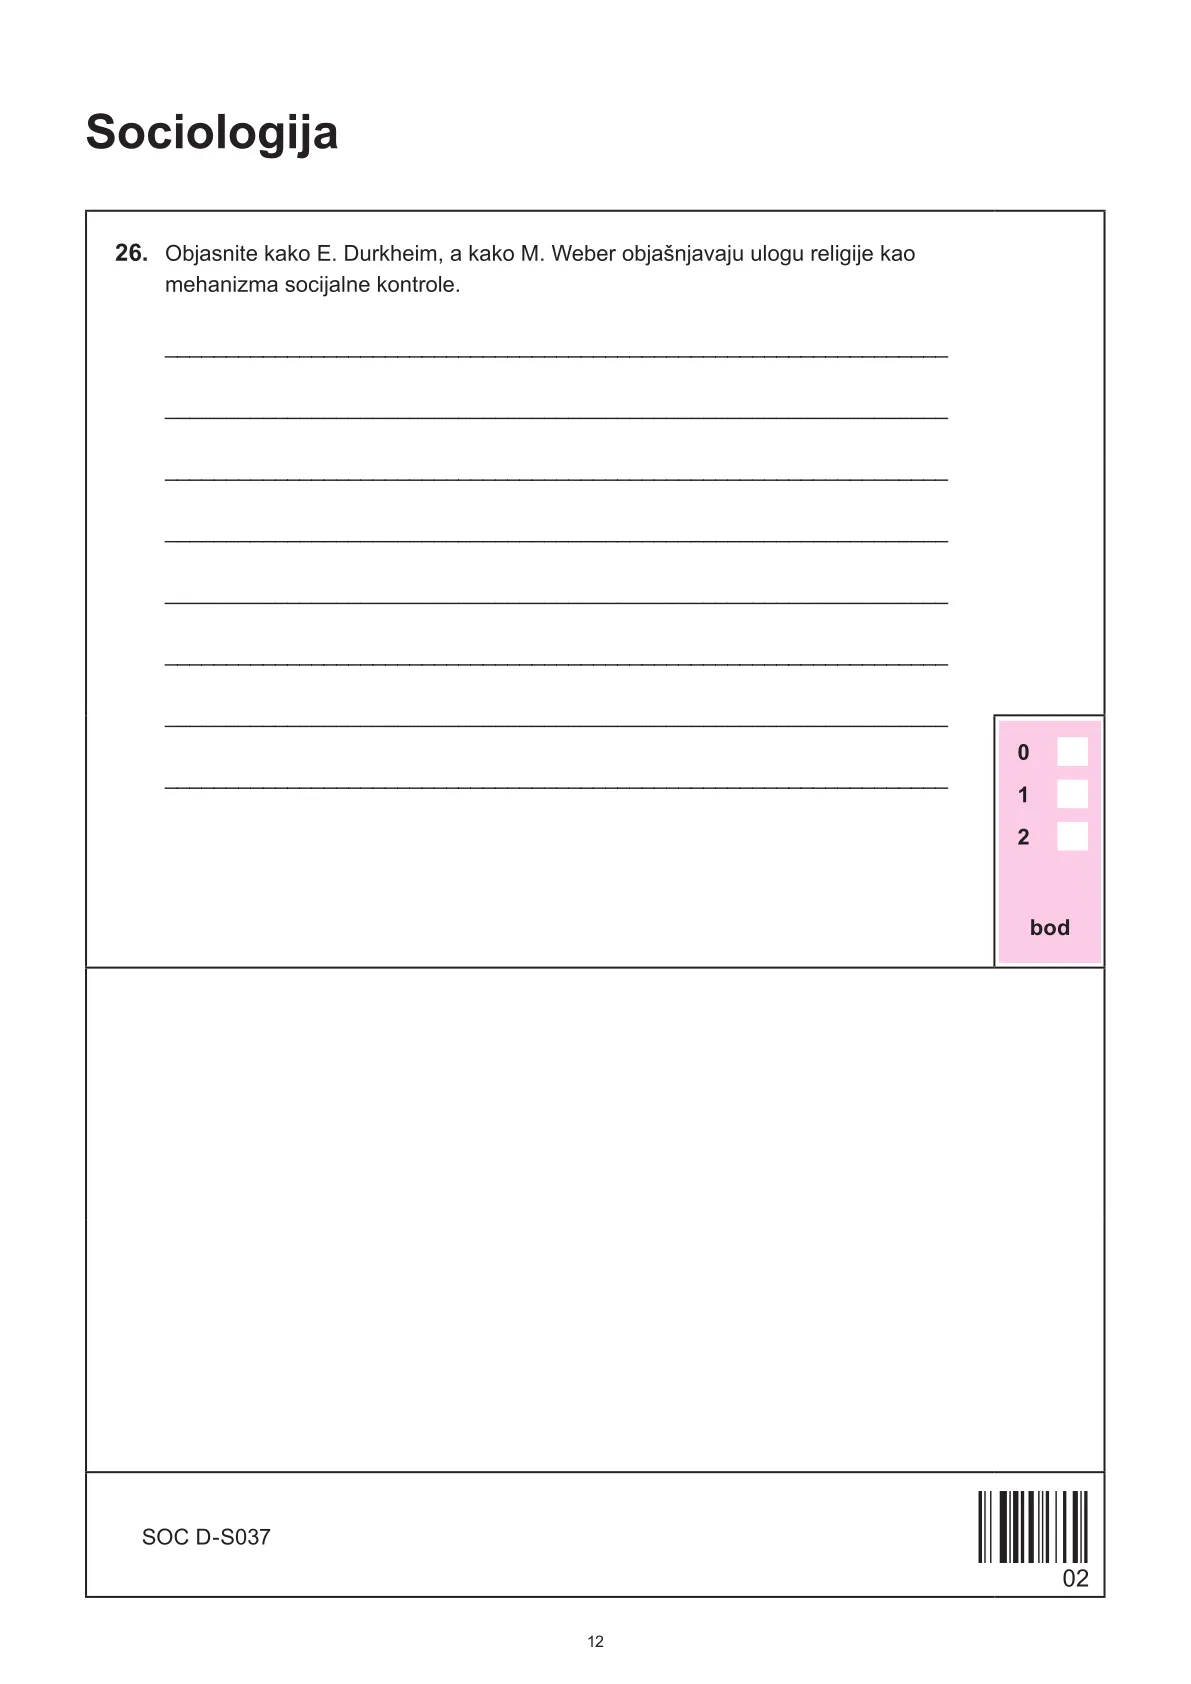 Sociologija
26. Objasnite kako E. Durkheim, a kako M. Weber objašnjavaju ulogu religije kao
mehanizma socijalne kontrole.
0
1
2
bod
SOC D-S037
02
12